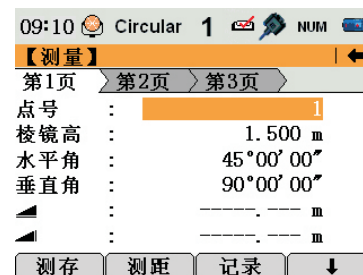 09:10 Circular 1 NUM
【测量】
第1页 第2页 第3页
点号 : 1
棱镜高 : 1.500 m
水平角 : 45°00′00″
垂直角 : 90°00′00″
: -----.--- m
: -----.--- m
测存 测距 记录 ↓